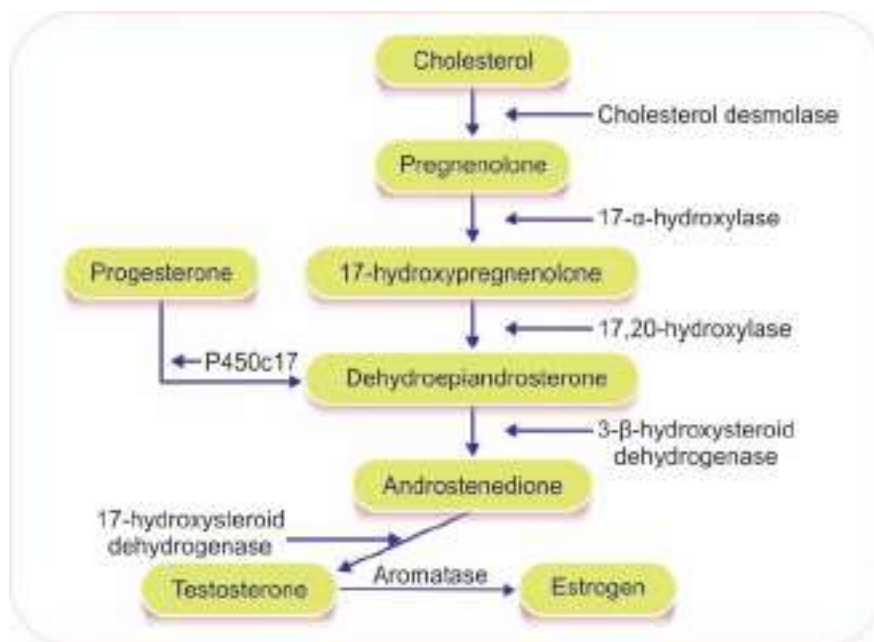 Cholesterol
Cholesterol desmolase
Pregnenolone
17-α-hydroxylase
Progesterone
17-hydroxypregnenolone
17,20-hydroxylase
P450c17
Dehydroepiandrosterone
3-β-hydroxysteroid
dehydrogenase
Androstenedione
17-hydroxysteroid
dehydrogenase
Aromatase
Testosterone
Estrogen